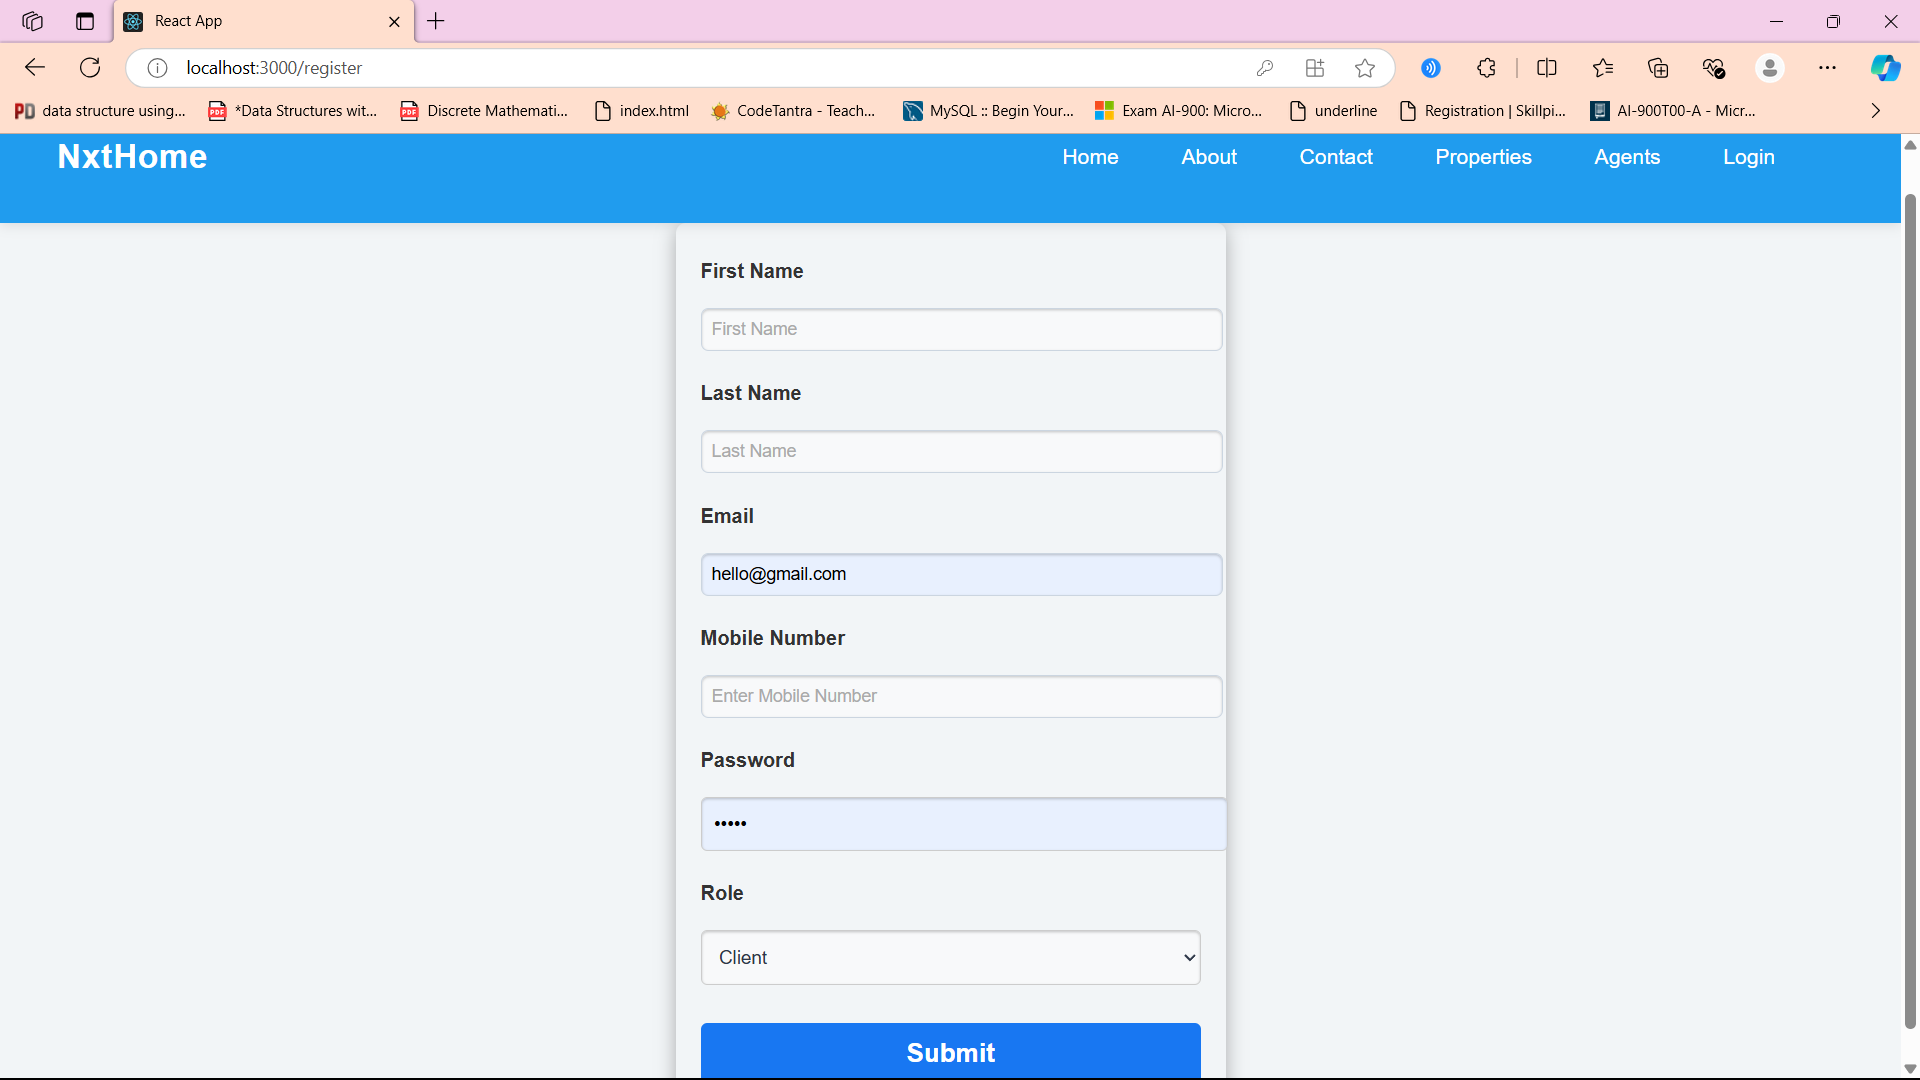 React App
localhost:3000/register
data structure using... *Data Structures wit... Discrete Mathemati... index.html CodeTantra - Teach... MySQL :: Begin Your... Exam AI-900: Micro... underline Registration | Skillpi... AI-900T00-A - Micr...
NxtHome Home About Contact Properties Agents Login
First Name
First Name
Last Name
Last Name
Email
hello@gmail.com
Mobile Number
Enter Mobile Number
Password
•••••
Role
Client
Submit